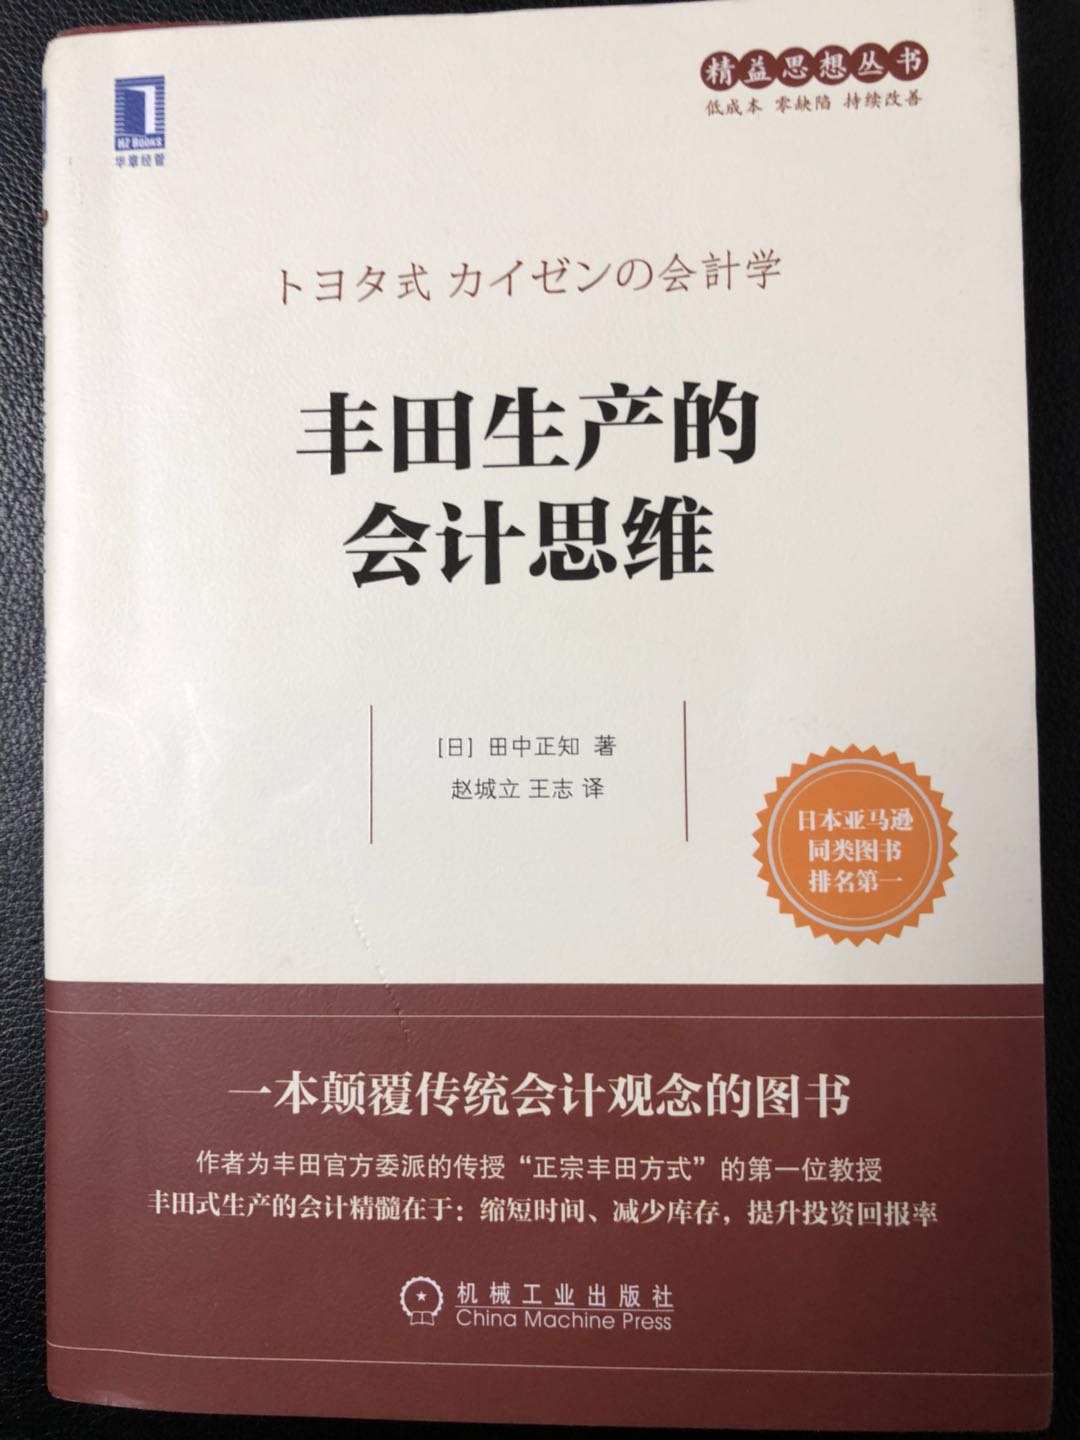 HZ BOOKS
华章经管
精益思想丛书
低成本 零缺陷 持续改善
トヨタ式 カイゼンの会計学
丰田生产的
会计思维
[日] 田中正知 著
赵城立 王志 译
日本亚马逊
同类图书
排名第一
一本颠覆传统会计观念的图书
作者为丰田官方委派的传授“正宗丰田方式”的第一位教授
丰田式生产的会计精髓在于：缩短时间、减少库存，提升投资回报率
机械工业出版社
China Machine Press